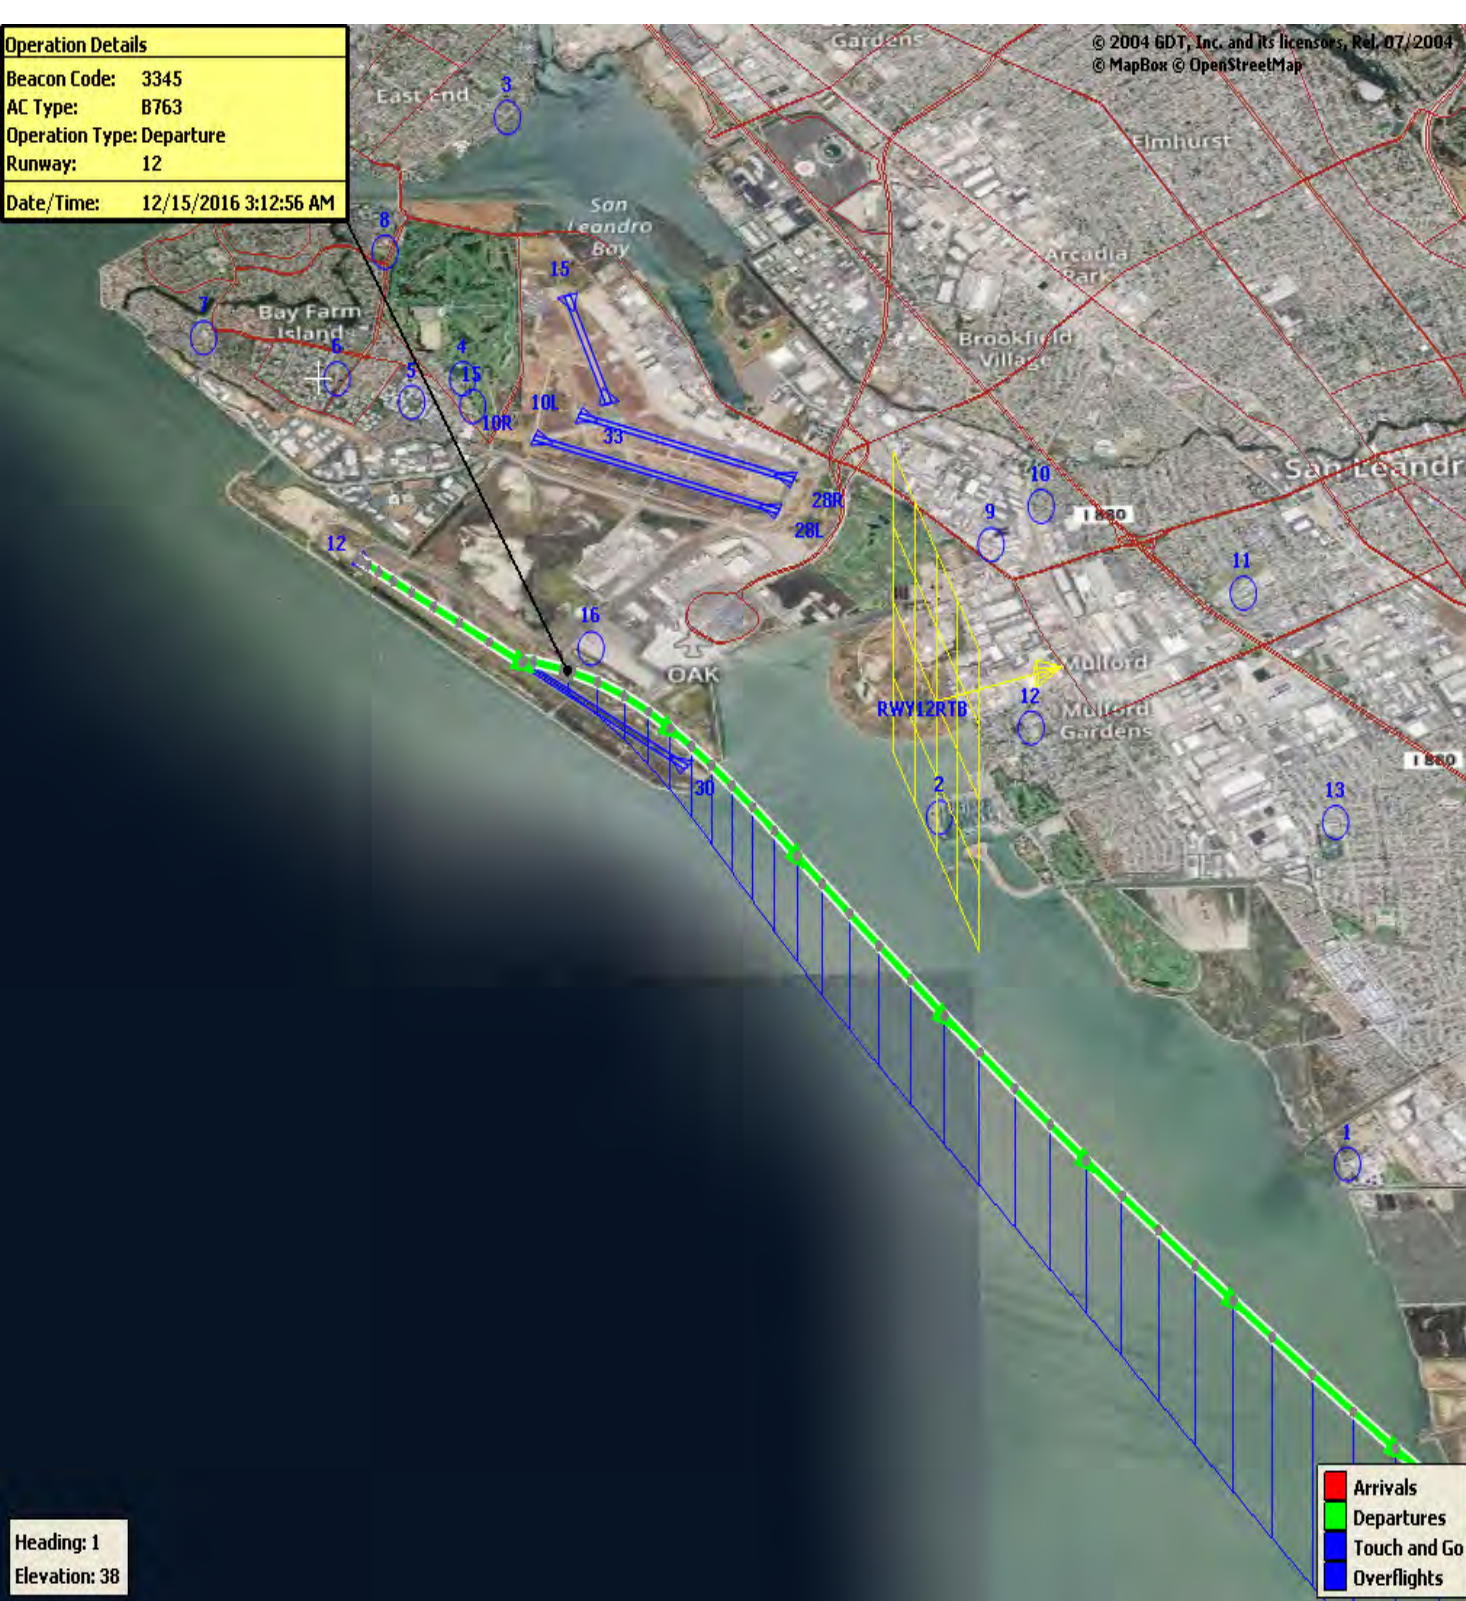 Operation Details
Beacon Code: 3345
AC Type: B763
Operation Type: Departure
Runway: 12
Date/Time: 12/15/2016 3:12:56 AM
Gardens
© 2004 GDT, Inc. and its licensors, Rel. 07/2004
© MapBox © OpenStreetMap
East End
3
Elmhurst
San
Leandro
Bay
8
Arcadia
Park
15
7
Bay Farm
Island
6
5
4
15
10R
10L
33
Brookfield
Village
San Leandr
28R
28L
10
I 880
9
11
12
16
OAK
Mulford
12
RWY12RTB
Mulford
Gardens
30
2
I 880
13
1
Arrivals
Departures
Touch and Go
Overflights
Heading: 1
Elevation: 38